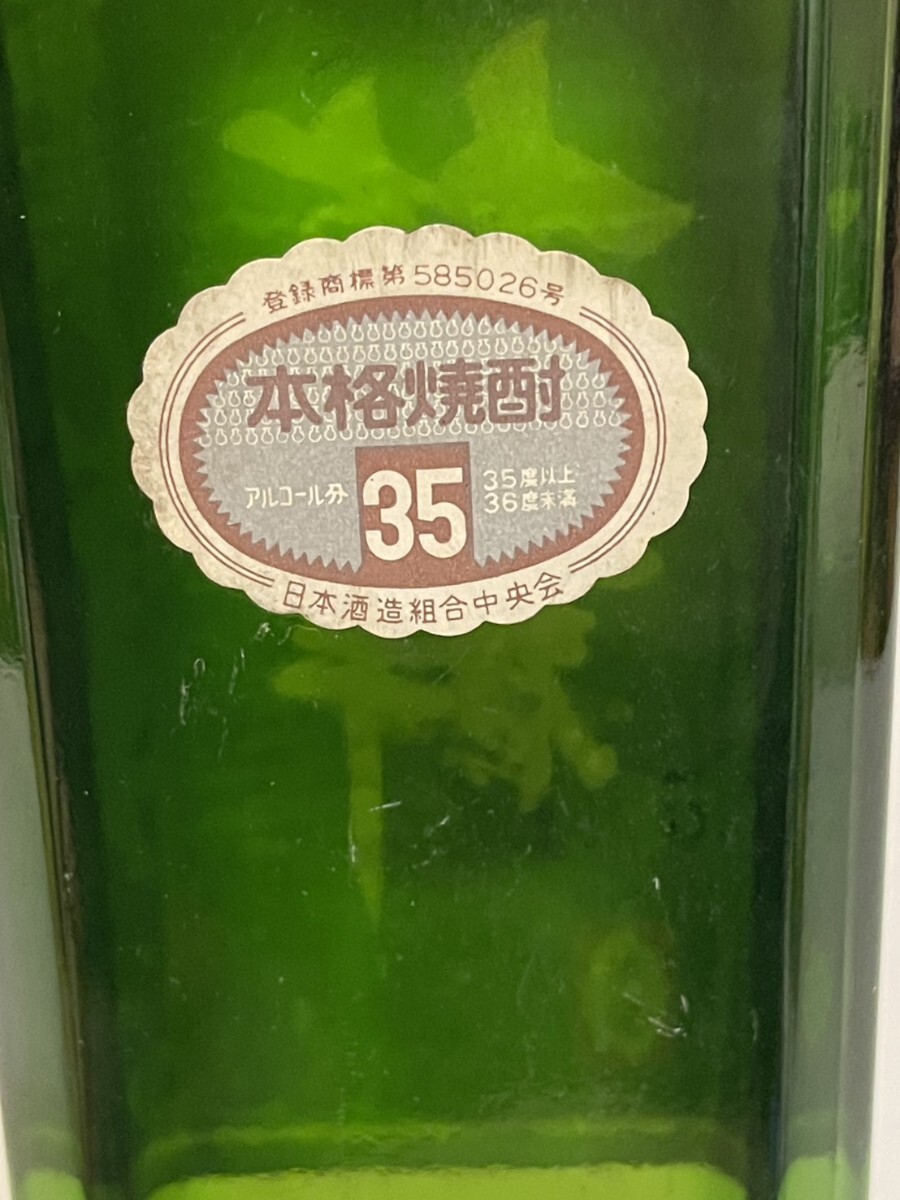 登録商標第585026号
本格焼酎
アルコール分
35
35度以上
36度未満
日本酒造組合中央会